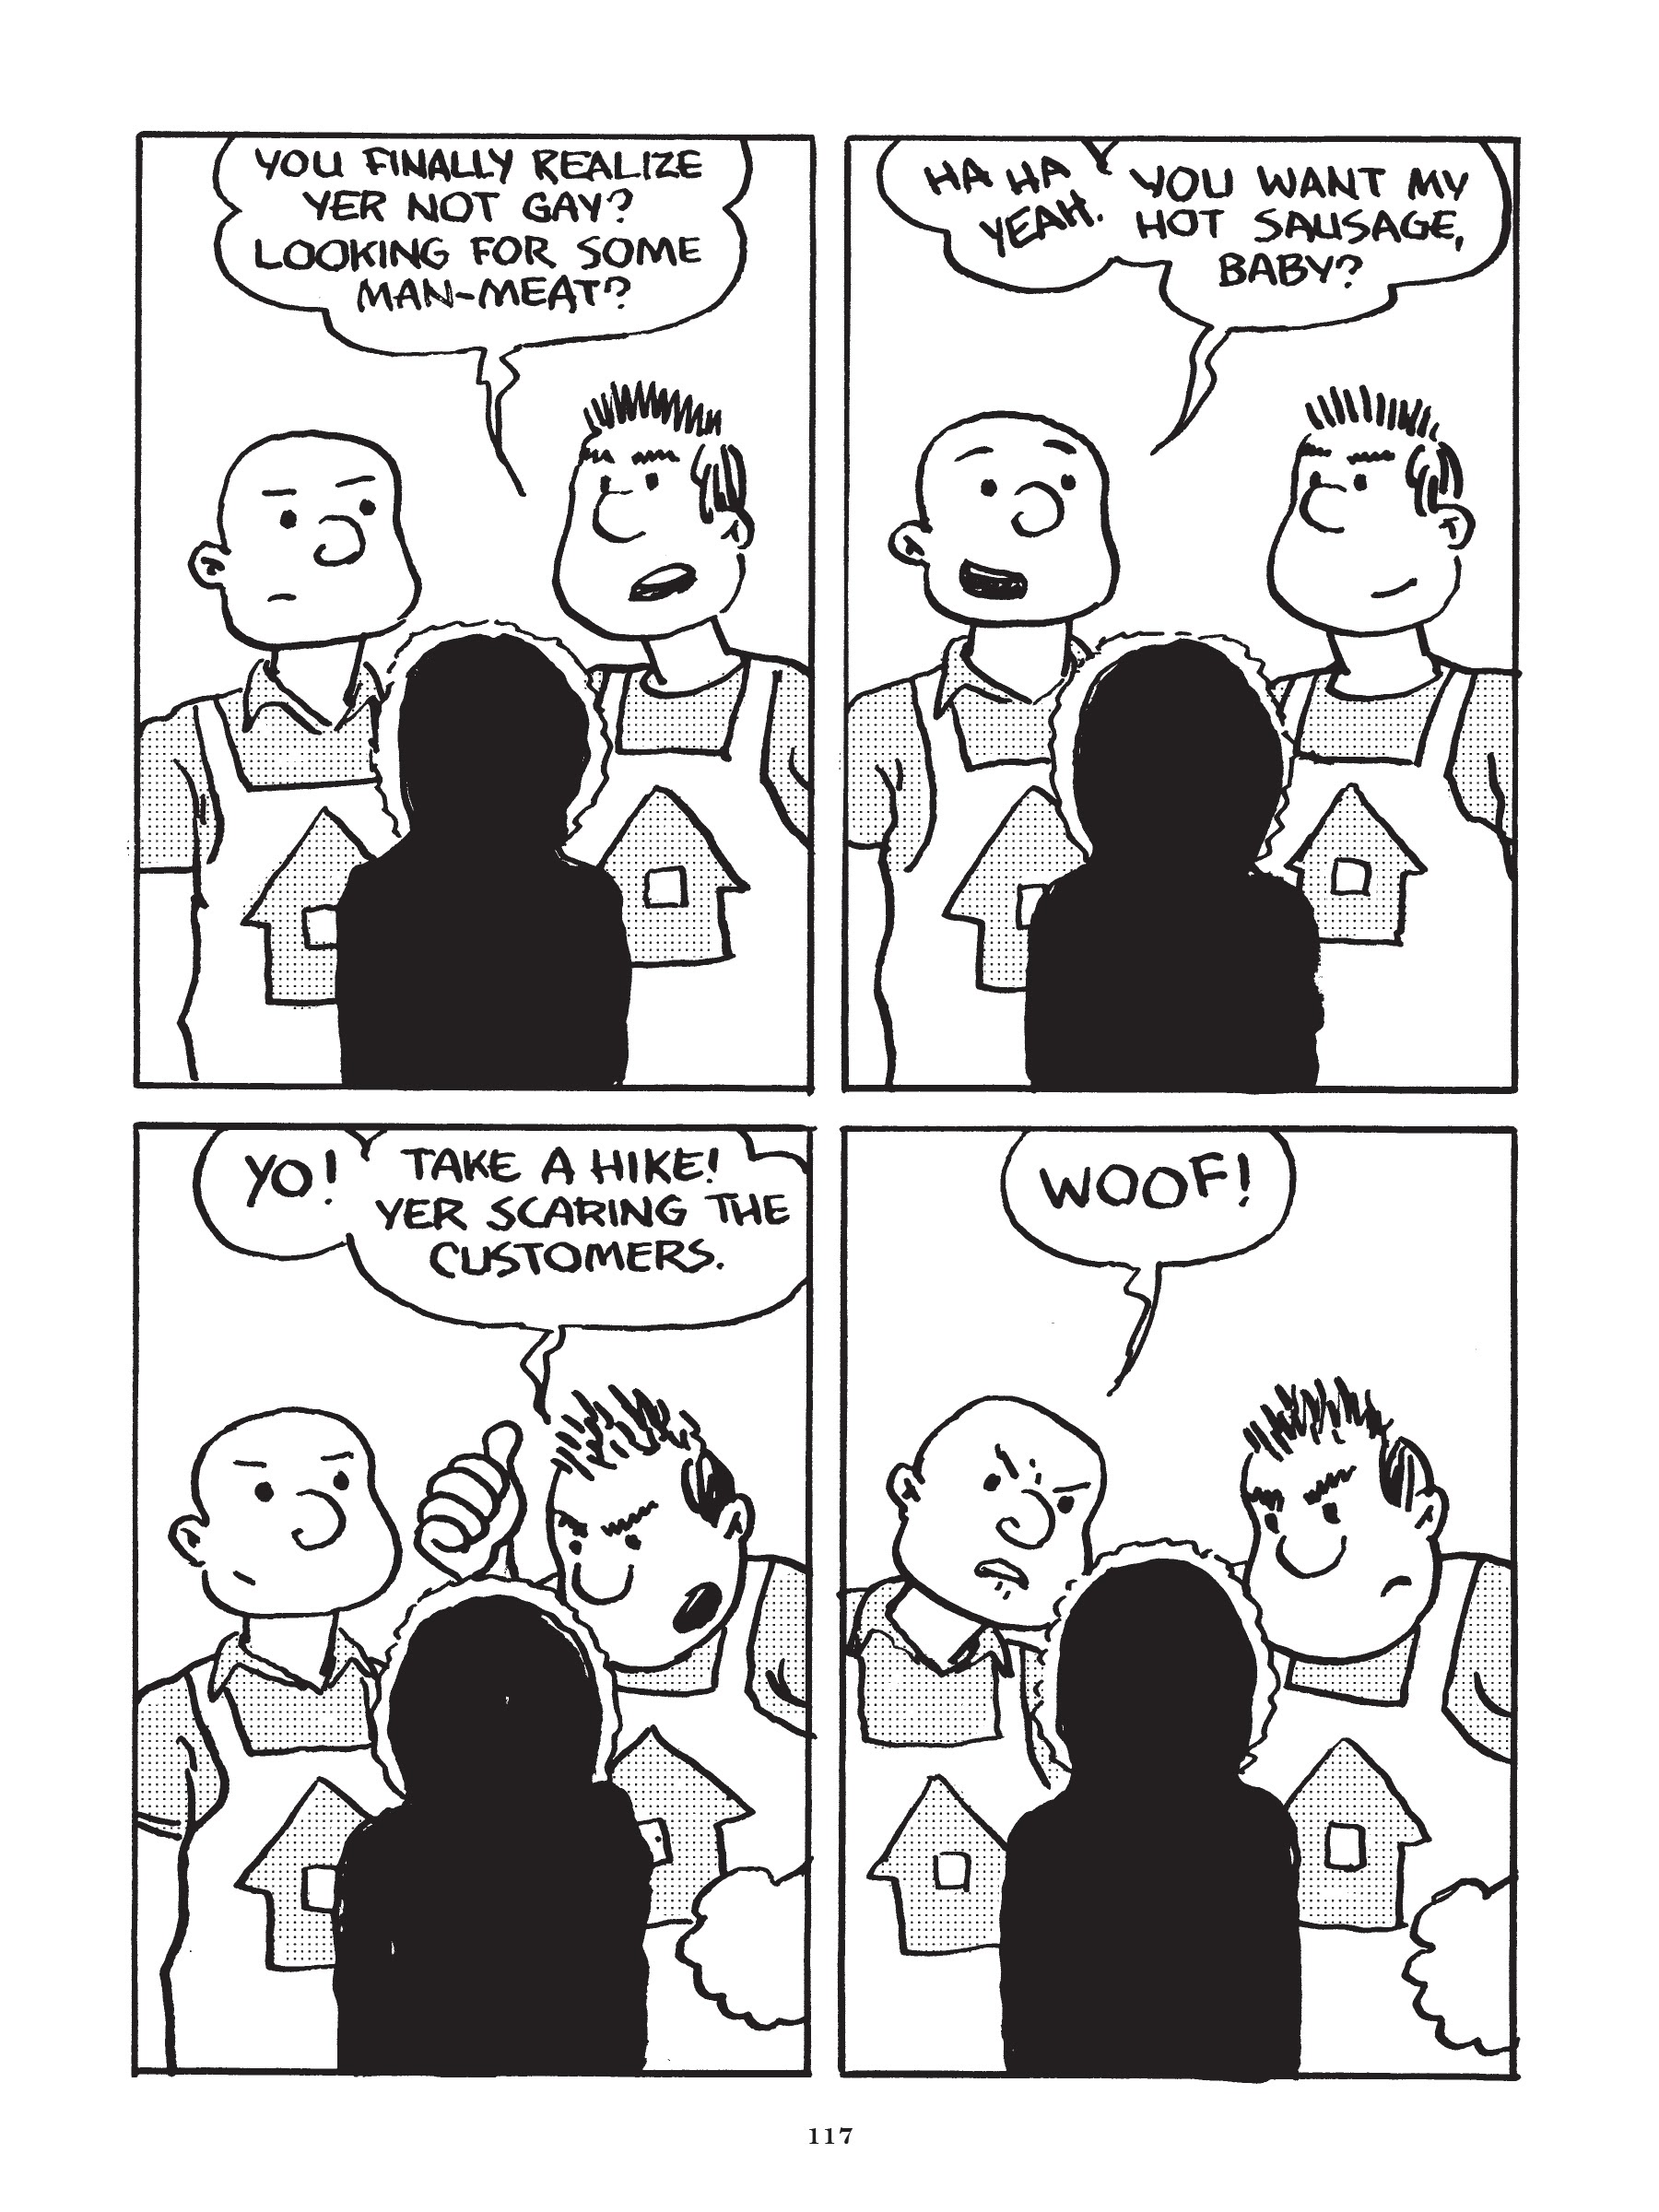 YOU FINALLY REALIZE
YER NOT GAY?
LOOKING FOR SOME
MAN-MEAT?
HA HA
YEAH.
YOU WANT MY
HOT SAUSAGE,
BABY?
YO!
TAKE A HIKE!
YER SCARING THE
CUSTOMERS.
WOOF!
117